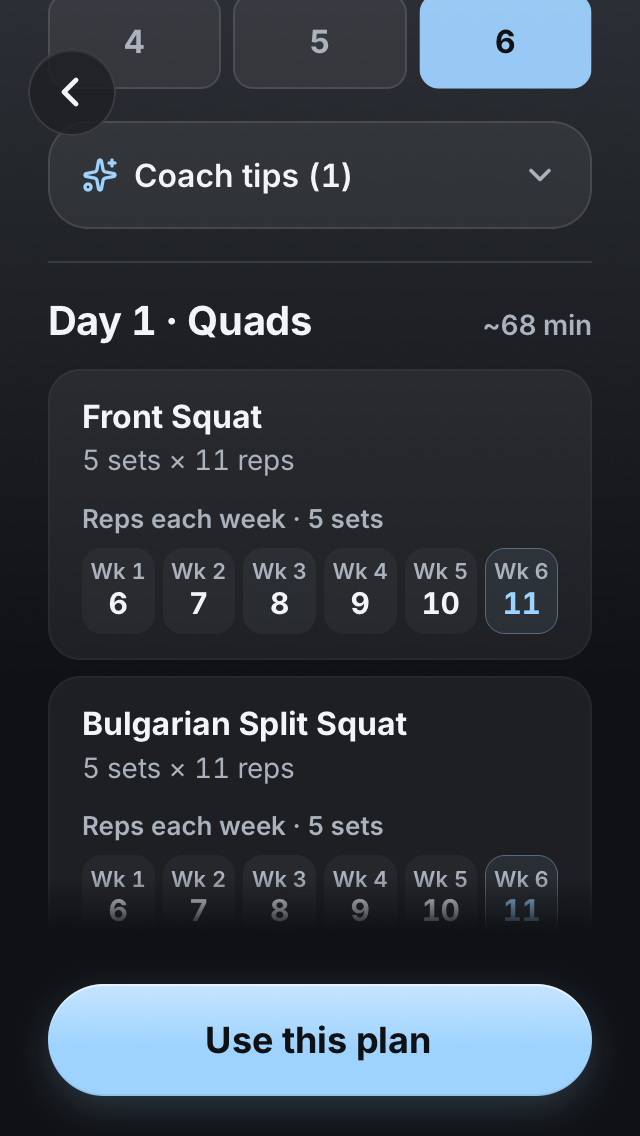 4 5 6
Coach tips (1)
Day 1 · Quads ~68 min
Front Squat
5 sets × 11 reps
Reps each week · 5 sets
Wk 1 Wk 2 Wk 3 Wk 4 Wk 5 Wk 6
6 7 8 9 10 11
Bulgarian Split Squat
5 sets × 11 reps
Reps each week · 5 sets
Wk 1 Wk 2 Wk 3 Wk 4 Wk 5 Wk 6
6 7 8 9 10 11
Use this plan